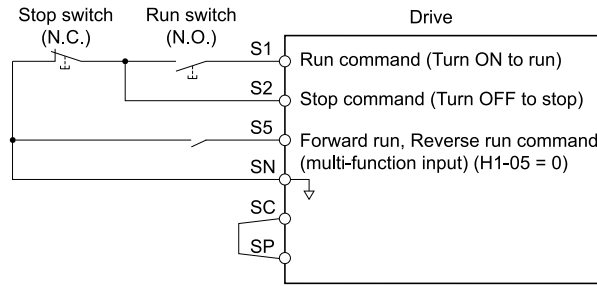 Stop switch
(N.C.)
Run switch
(N.O.)
Drive
S1
Run command (Turn ON to run)
S2
Stop command (Turn OFF to stop)
S5
Forward run, Reverse run command
(multi-function input) (H1-05 = 0)
SN
SC
SP